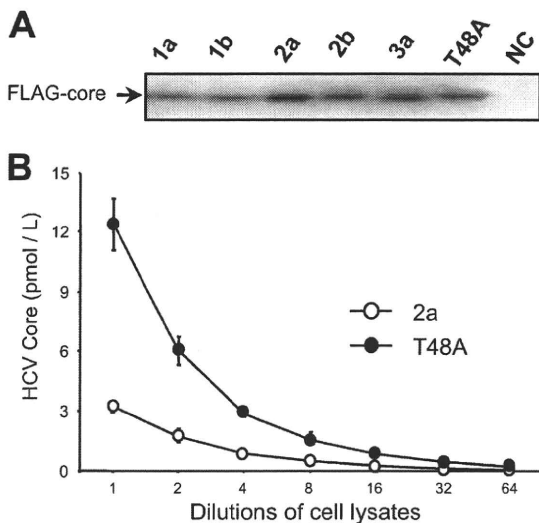 A
1a 1b 2a 2b 3a T48A NC
FLAG-core
B
15
12
9
6
3
0
HCV Core (pmol / L)
2a
T48A
1 2 4 8 16 32 64
Dilutions of cell lysates